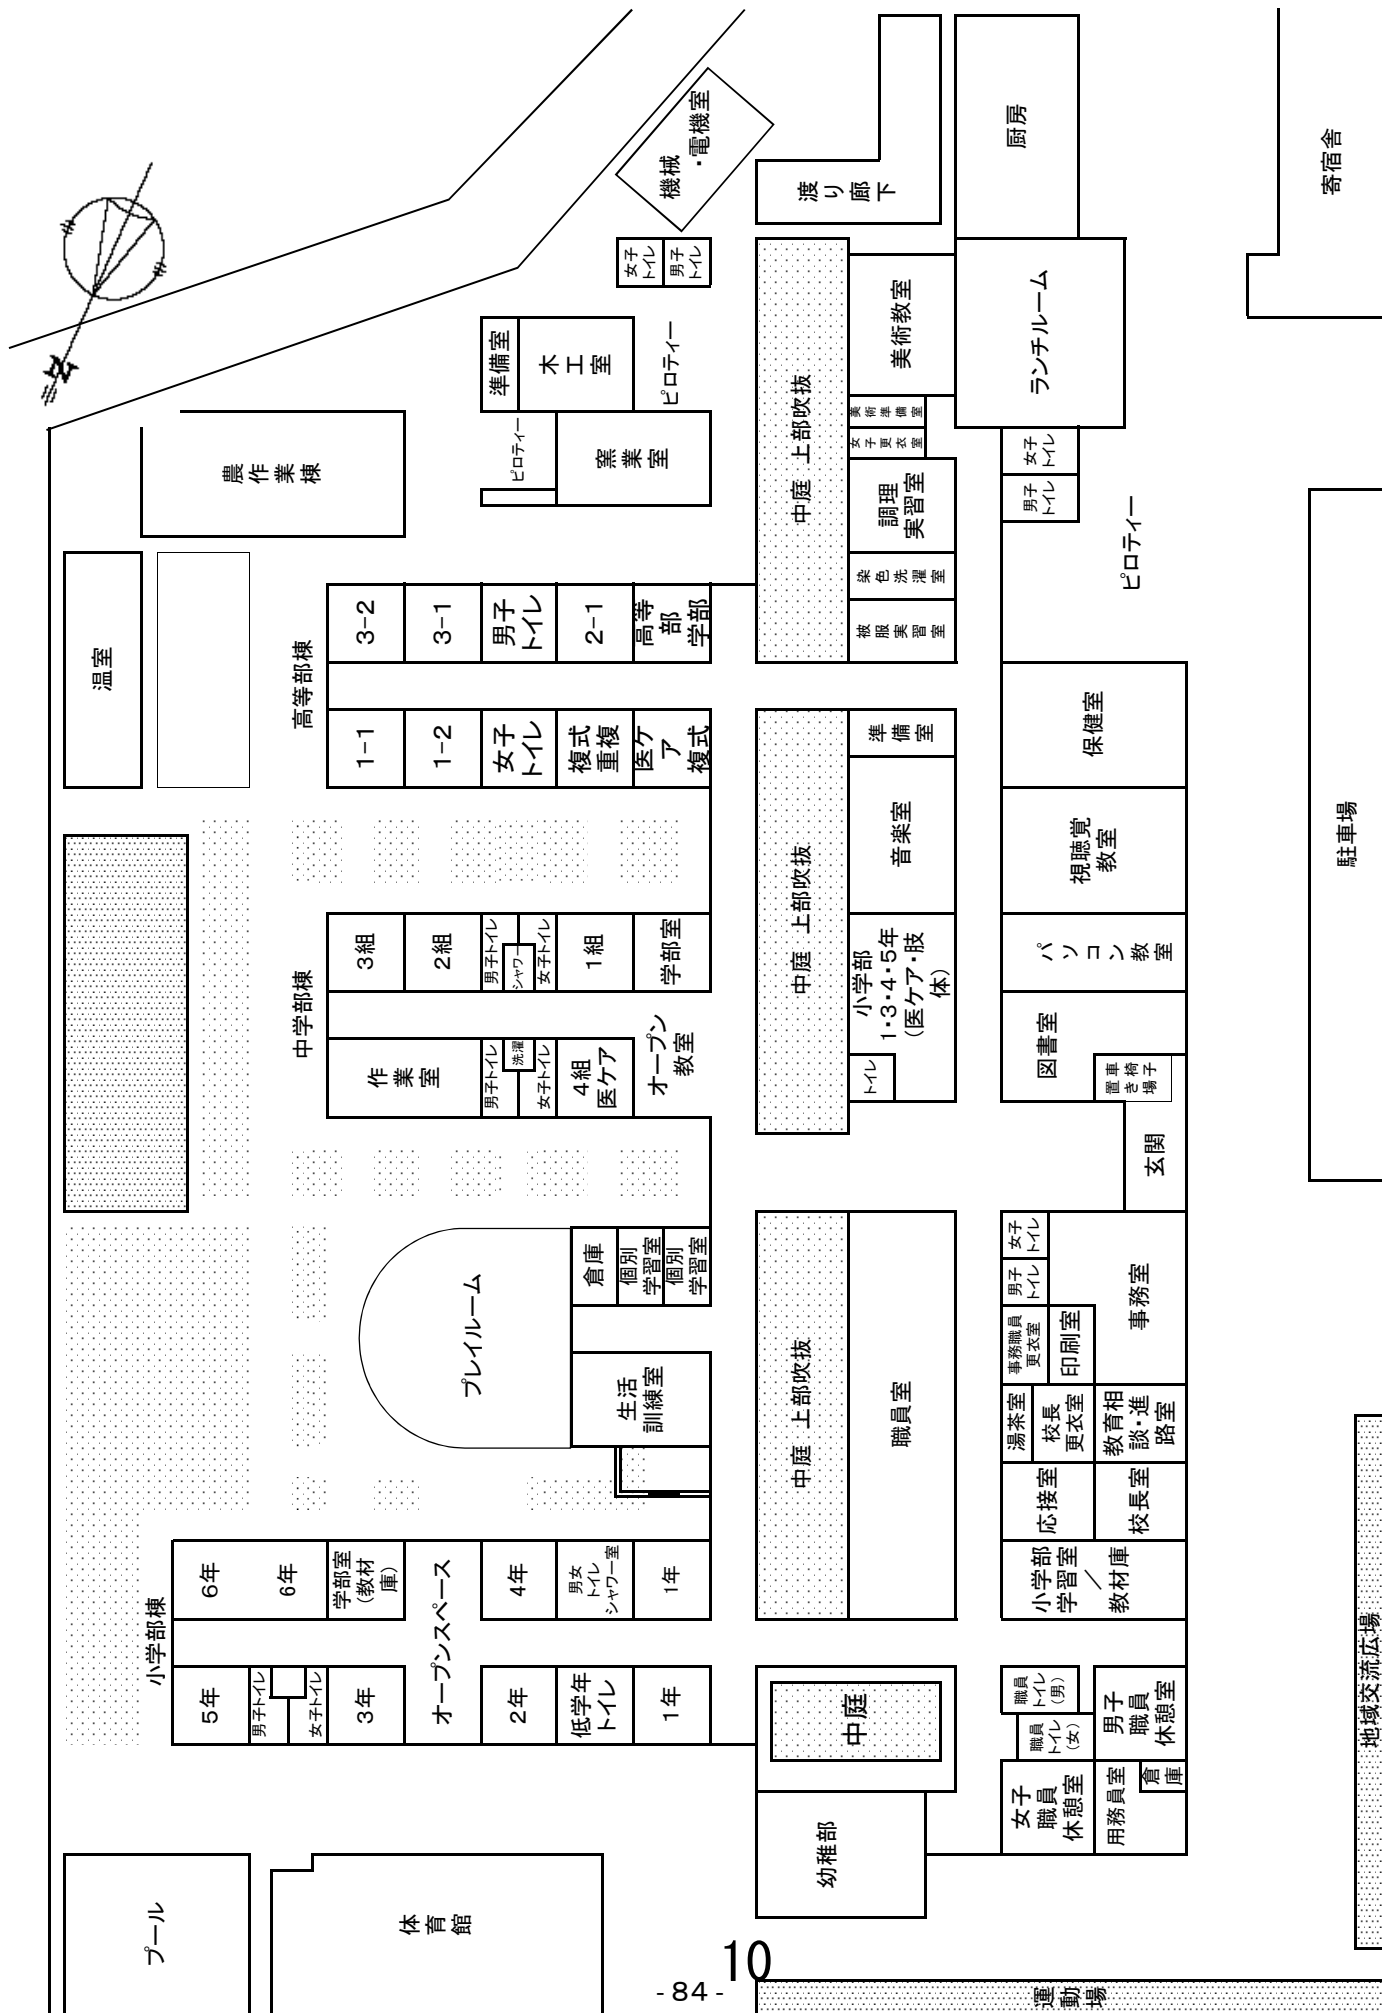 N
機械
・電機室
渡り廊下
厨房
寄宿舎
女子
トイレ
男子
トイレ
準備室
木工室
ピロティー
ピロティー
窯業室
農作業棟
中庭　上部吹抜
美術教室
美術準備室
女子更衣室
調理
実習室
染色洗濯室
被服実習室
ランチルーム
女子
トイレ
男子
トイレ
ピロティー
温室
高等部棟
3-2
3-1
男子
トイレ
2-1
高等部
学部
1-1
1-2
女子
トイレ
複式
重複
医ケア
複式
中庭　上部吹抜
準備室
音楽室
小学部
1・3・4・5年
（医ケア・肢体）
トイレ
保健室
視聴覚
教室
パソコン教室
図書室
車椅子
置き場
玄関
駐車場
中学部棟
3組
2組
男子トイレ
シャワー
女子トイレ
1組
学部室
作業室
男子トイレ
洗濯
女子トイレ
4組
医ケア
オープン
教室
プレイルーム
倉庫
個別
学習室
個別
学習室
生活
訓練室
中庭　上部吹抜
職員室
女子
トイレ
男子
トイレ
事務室
事務職員
更衣室
印刷室
湯茶室
校長
更衣室
教育相
談・進
路室
応接室
校長室
小学部
学習室
／
教材庫
小学部棟
6年
6年
学部室
（教材
庫）
オープンスペース
4年
男女
トイレ
シャワー室
1年
5年
男子トイレ
女子トイレ
3年
2年
低学年
トイレ
1年
中庭
職員
トイレ
（男）
職員
トイレ
（女）
男子
職員
休憩室
女子
職員
休憩室
用務員室
倉庫
地域交流広場
幼稚部
プール
体育館
運動場
10
- 84 -